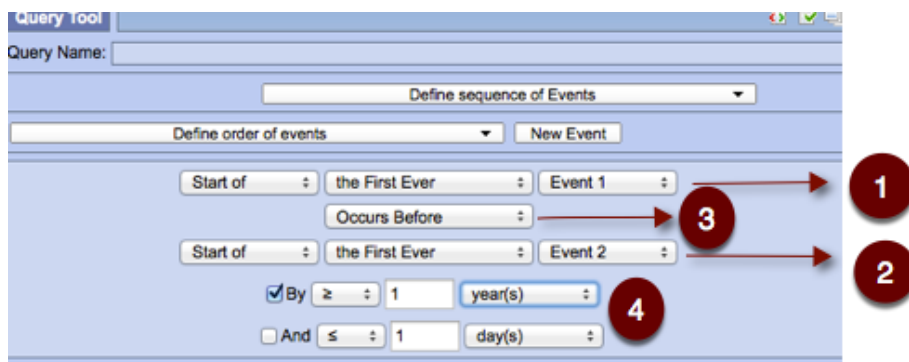 Query Tool
Query Name:
Define sequence of Events
Define order of events New Event
Start of the First Ever Event 1 1
Occurs Before 3
Start of the First Ever Event 2 2
By ≥ 1 year(s) 4
And ≤ 1 day(s)